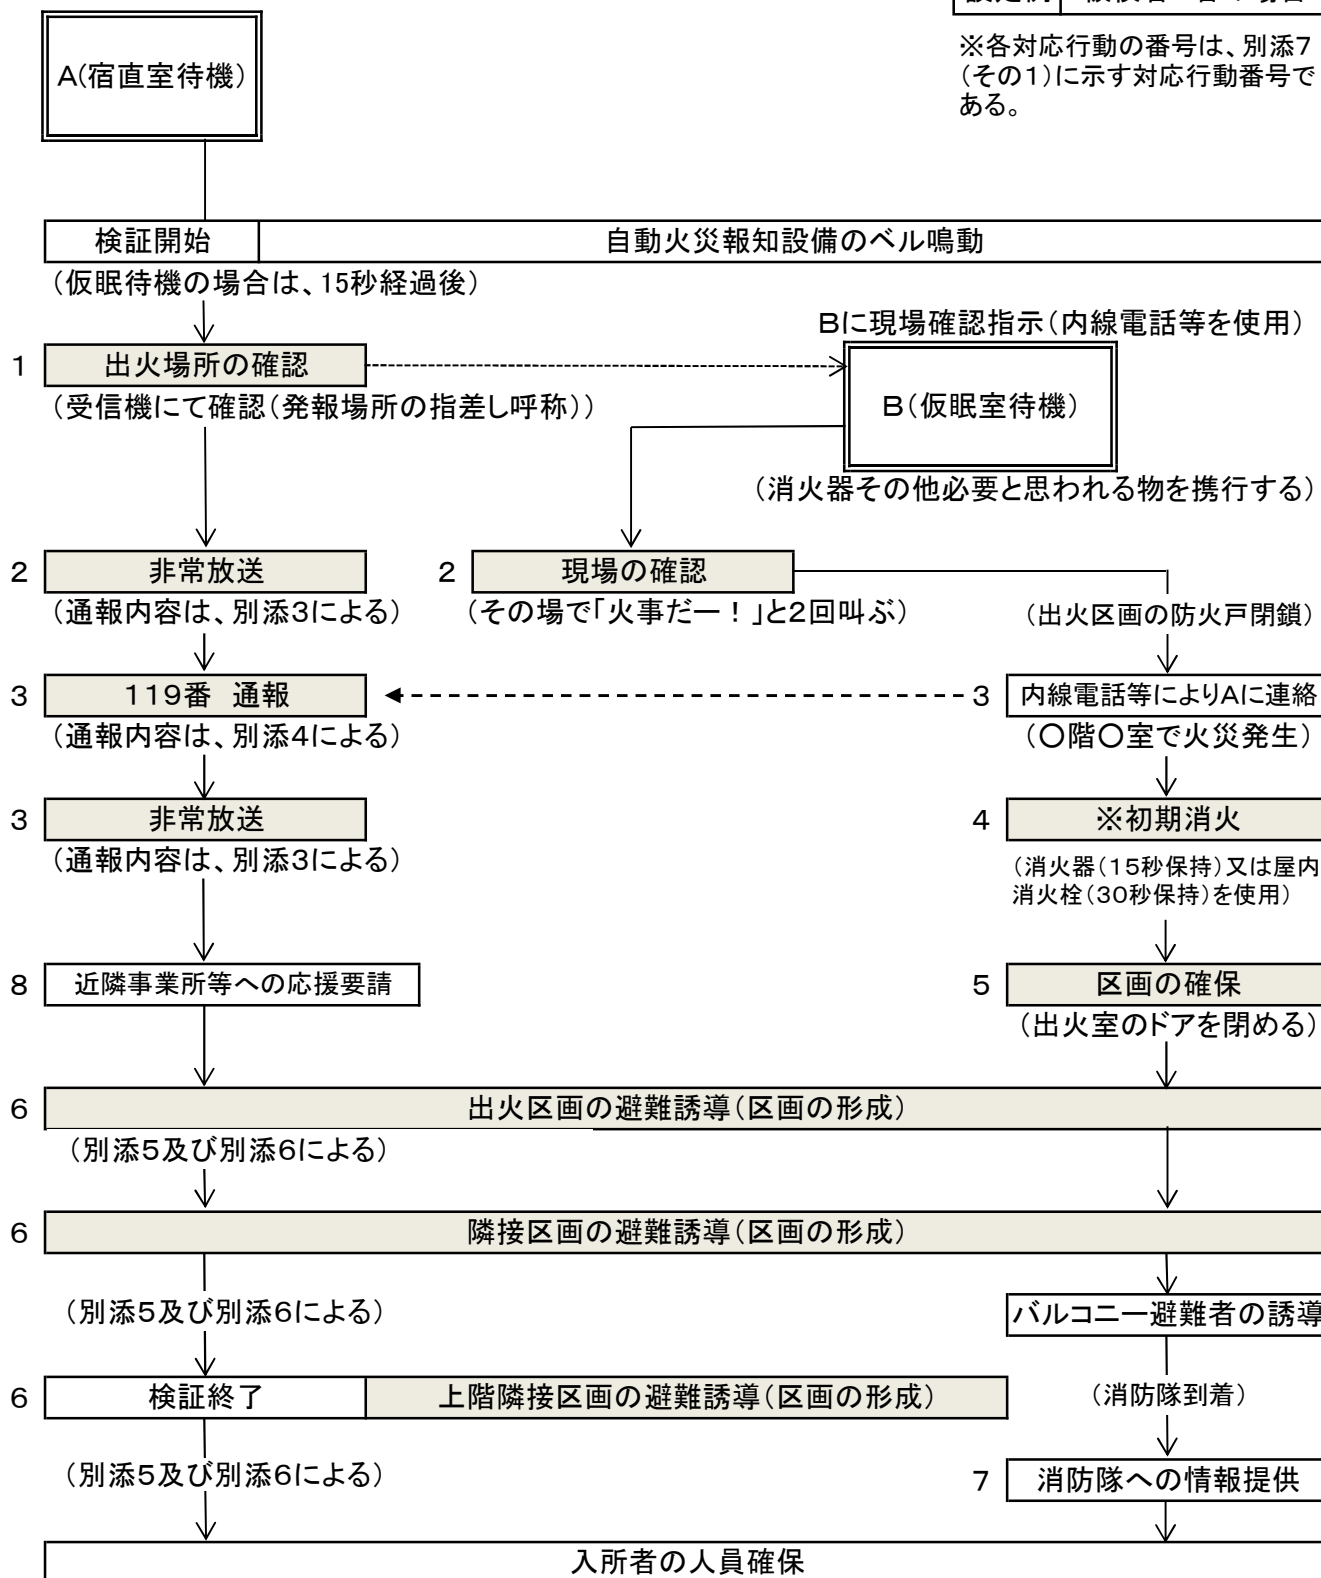 A(宿直室待機)
※各対応行動の番号は、別添7
(その1)に示す対応行動番号で
ある。
検証開始
自動火災報知設備のベル鳴動
(仮眠待機の場合は、15秒経過後)
Bに現場確認指示(内線電話等を使用)
1 出火場所の確認
(受信機にて確認(発報場所の指差し呼称))
B(仮眠室待機)
(消火器その他必要と思われる物を携行する)
2 非常放送
(通報内容は、別添3による)
2 現場の確認
(その場で「火事だー!」と2回叫ぶ)
(出火区画の防火戸閉鎖)
3 119番 通報
(通報内容は、別添4による)
3 内線電話等によりAに連絡
(〇階〇室で火災発生)
3 非常放送
(通報内容は、別添3による)
4 ※初期消火
(消火器(15秒保持)又は屋内
消火栓(30秒保持)を使用)
8 近隣事業所等への応援要請
5 区画の確保
(出火室のドアを閉める)
6 出火区画の避難誘導(区画の形成)
(別添5及び別添6による)
6 隣接区画の避難誘導(区画の形成)
(別添5及び別添6による)
バルコニー避難者の誘導
6 検証終了
上階隣接区画の避難誘導(区画の形成)
(消防隊到着)
(別添5及び別添6による)
7 消防隊への情報提供
入所者の人員確保